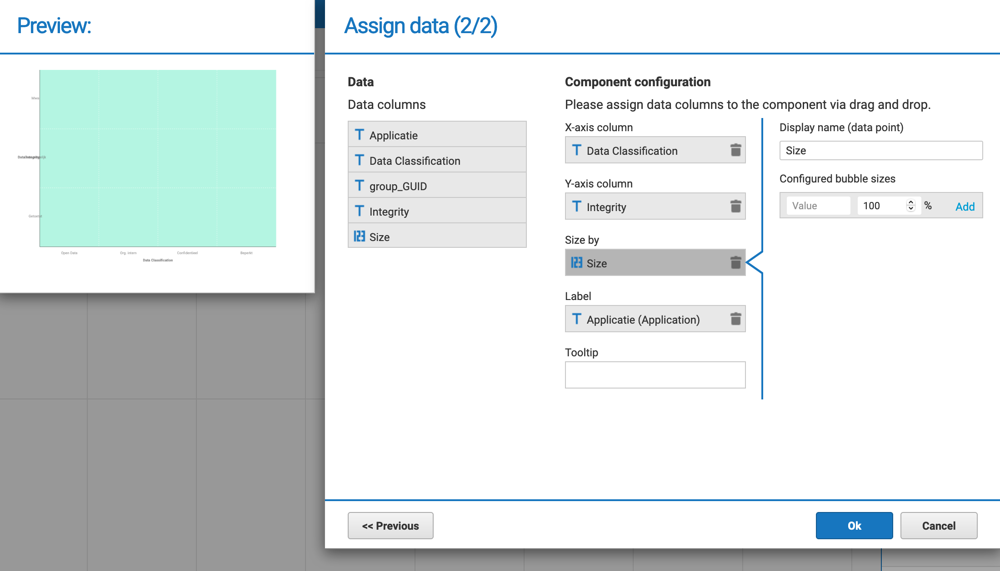 Preview:
Mwa
Data Integrity
Getoetst
Open Data
Org. intern
Confidentieel
Beperkt
Data Classification
Assign data (2/2)
Data
Data columns
Applicatie
Data Classification
group_GUID
Integrity
Size
Component configuration
Please assign data columns to the component via drag and drop.
X-axis column
Data Classification
Y-axis column
Integrity
Size by
Size
Label
Applicatie (Application)
Tooltip
Display name (data point)
Size
Configured bubble sizes
Value
100
%
Add
<< Previous
Ok
Cancel